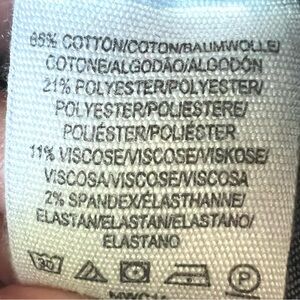 66% COTTON/COTON/BAUMWOLLE/
COTONE/ALGODÃO/ALGODÓN
21% POLYESTER/POLYESTER/
POLYESTER/POLIESTERE/
POLIÉSTER/POLIÉSTER
11% VISCOSE/VISCOSE/VISKOSE/
VISCOSA/VISCOSE/VISCOSA
2% SPANDEX/ELASTHANNE/
ELASTAN/ELASTAN/ELASTANO/
ELASTANO
30 P